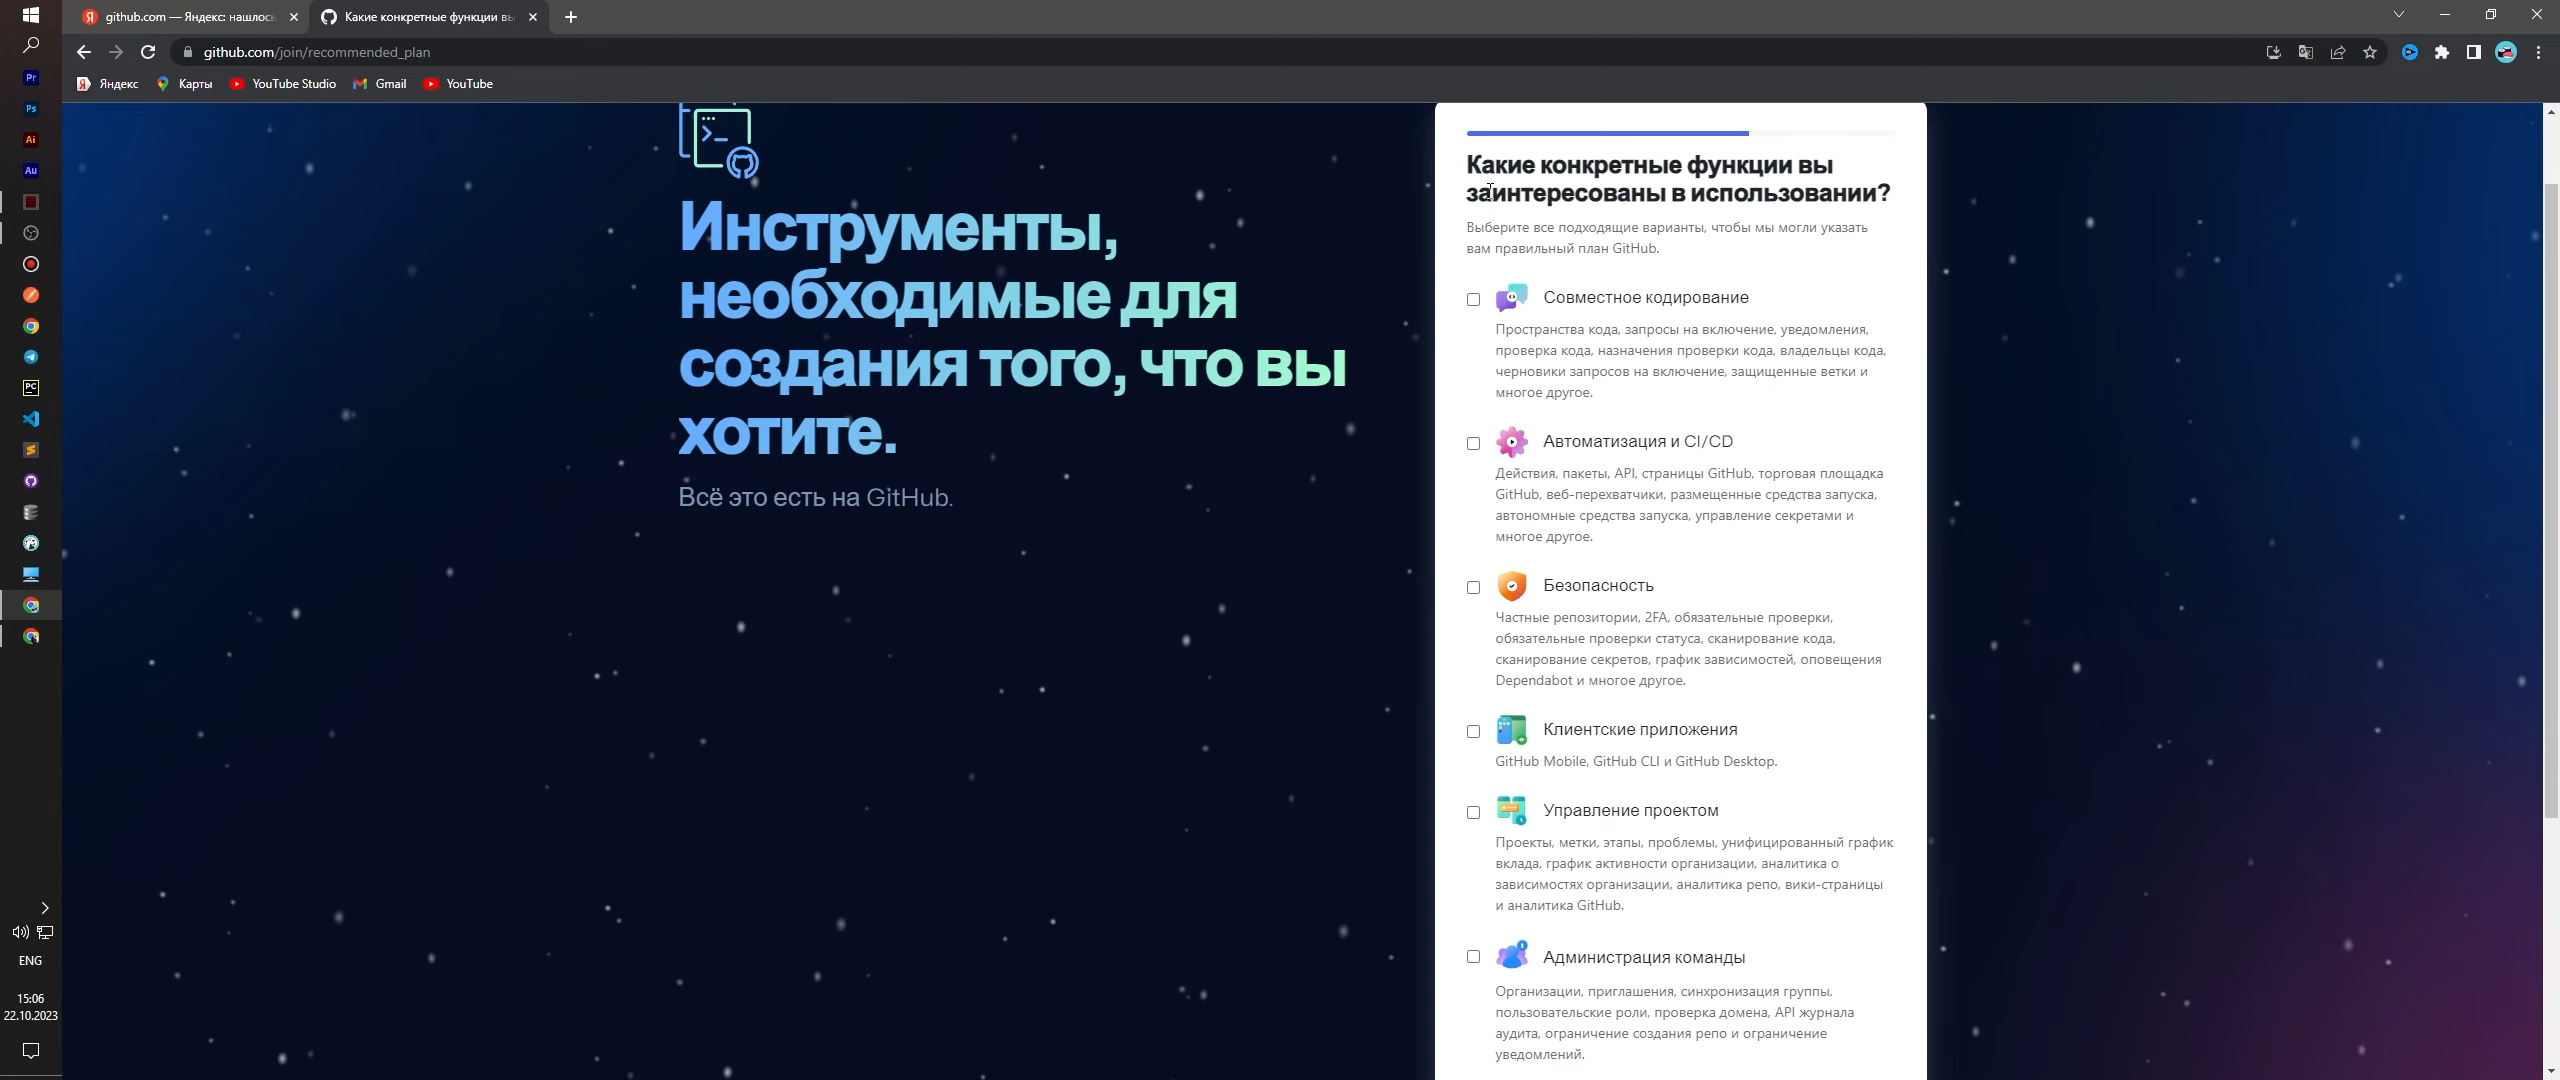 github.com — Яндекс: нашлось
Какие конкретные функции вы
github.com/join/recommended_plan
Яндекс
Карты
YouTube Studio
Gmail
YouTube
Pr
Ps
Ai
Au
PC
ENG
15:06
22.10.2023
Инструменты,
необходимые для
создания того, что вы
хотите.
Всё это есть на GitHub.
Какие конкретные функции вы
заинтересованы в использовании?
Выберите все подходящие варианты, чтобы мы могли указать
вам правильный план GitHub.
Совместное кодирование
Пространства кода, запросы на включение, уведомления,
проверка кода, назначения проверки кода, владельцы кода,
черновики запросов на включение, защищенные ветки и
многое другое.
Автоматизация и CI/CD
Действия, пакеты, API, страницы GitHub, торговая площадка
GitHub, веб-перехватчики, размещенные средства запуска,
автономные средства запуска, управление секретами и
многое другое.
Безопасность
Частные репозитории, 2FA, обязательные проверки,
обязательные проверки статуса, сканирование кода,
сканирование секретов, график зависимостей, оповещения
Dependabot и многое другое.
Клиентские приложения
GitHub Mobile, GitHub CLI и GitHub Desktop.
Управление проектом
Проекты, метки, этапы, проблемы, унифицированный график
вклада, график активности организации, аналитика о
зависимостях организации, аналитика репо, вики-страницы
и аналитика GitHub.
Администрация команды
Организации, приглашения, синхронизация группы,
пользовательские роли, проверка домена, API журнала
аудита, ограничение создания репо и ограничение
уведомлений.